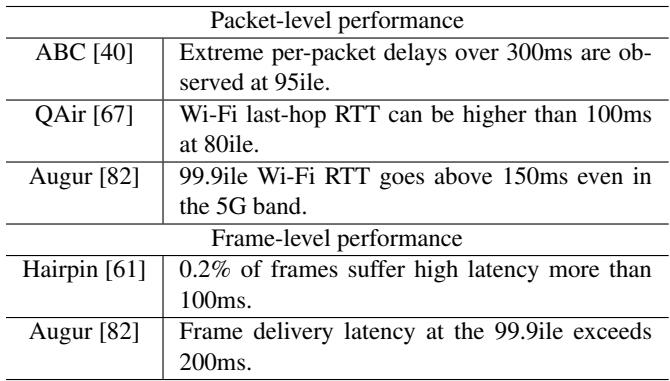 Packet-level performance
ABC [40] Extreme per-packet delays over 300ms are ob-
served at 95ile.
QAir [67] Wi-Fi last-hop RTT can be higher than 100ms
at 80ile.
Augur [82] 99.9ile Wi-Fi RTT goes above 150ms even in
the 5G band.
Frame-level performance
Hairpin [61] 0.2% of frames suffer high latency more than
100ms.
Augur [82] Frame delivery latency at the 99.9ile exceeds
200ms.